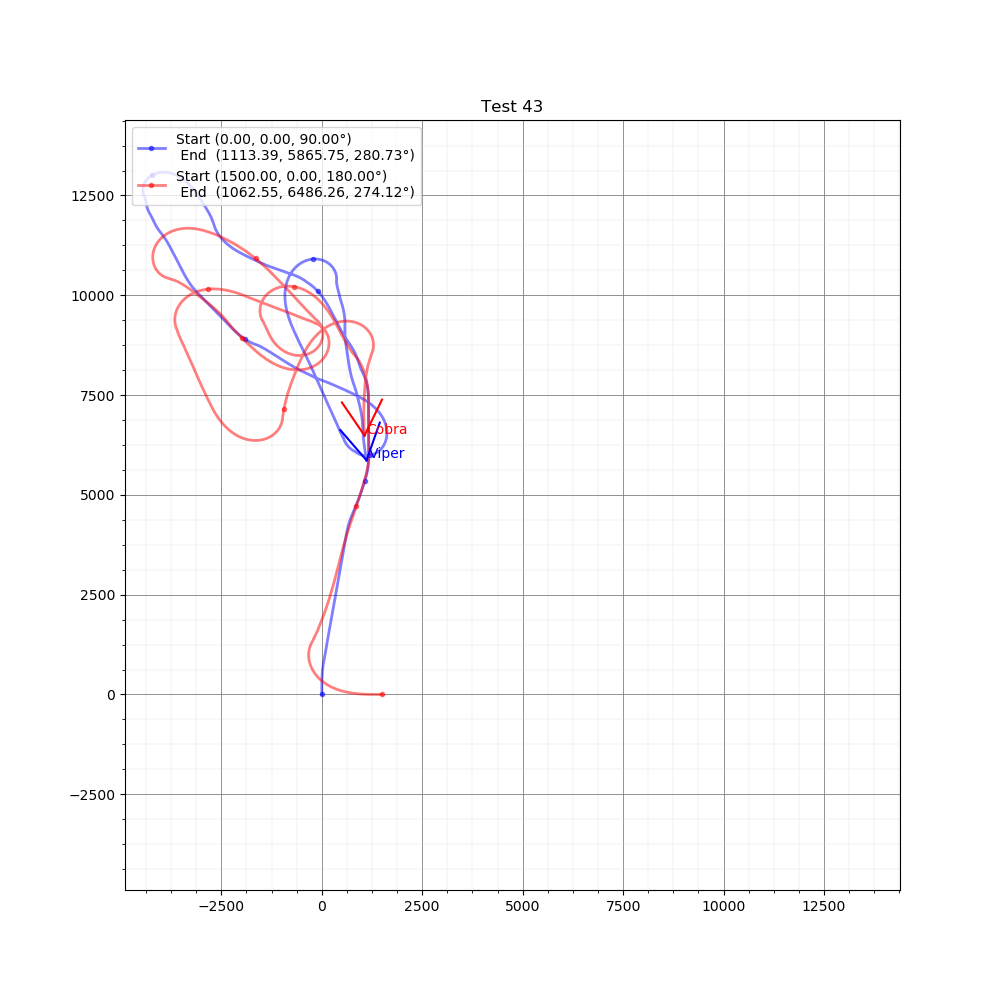 Test 43
Start (0.00, 0.00, 90.00°)
End (1113.39, 5865.75, 280.73°)
Start (1500.00, 0.00, 180.00°)
End (1062.55, 6486.26, 274.12°)
12500
10000
7500
5000
2500
0
−2500
Cobra
Viper
−2500
0
2500
5000
7500
10000
12500